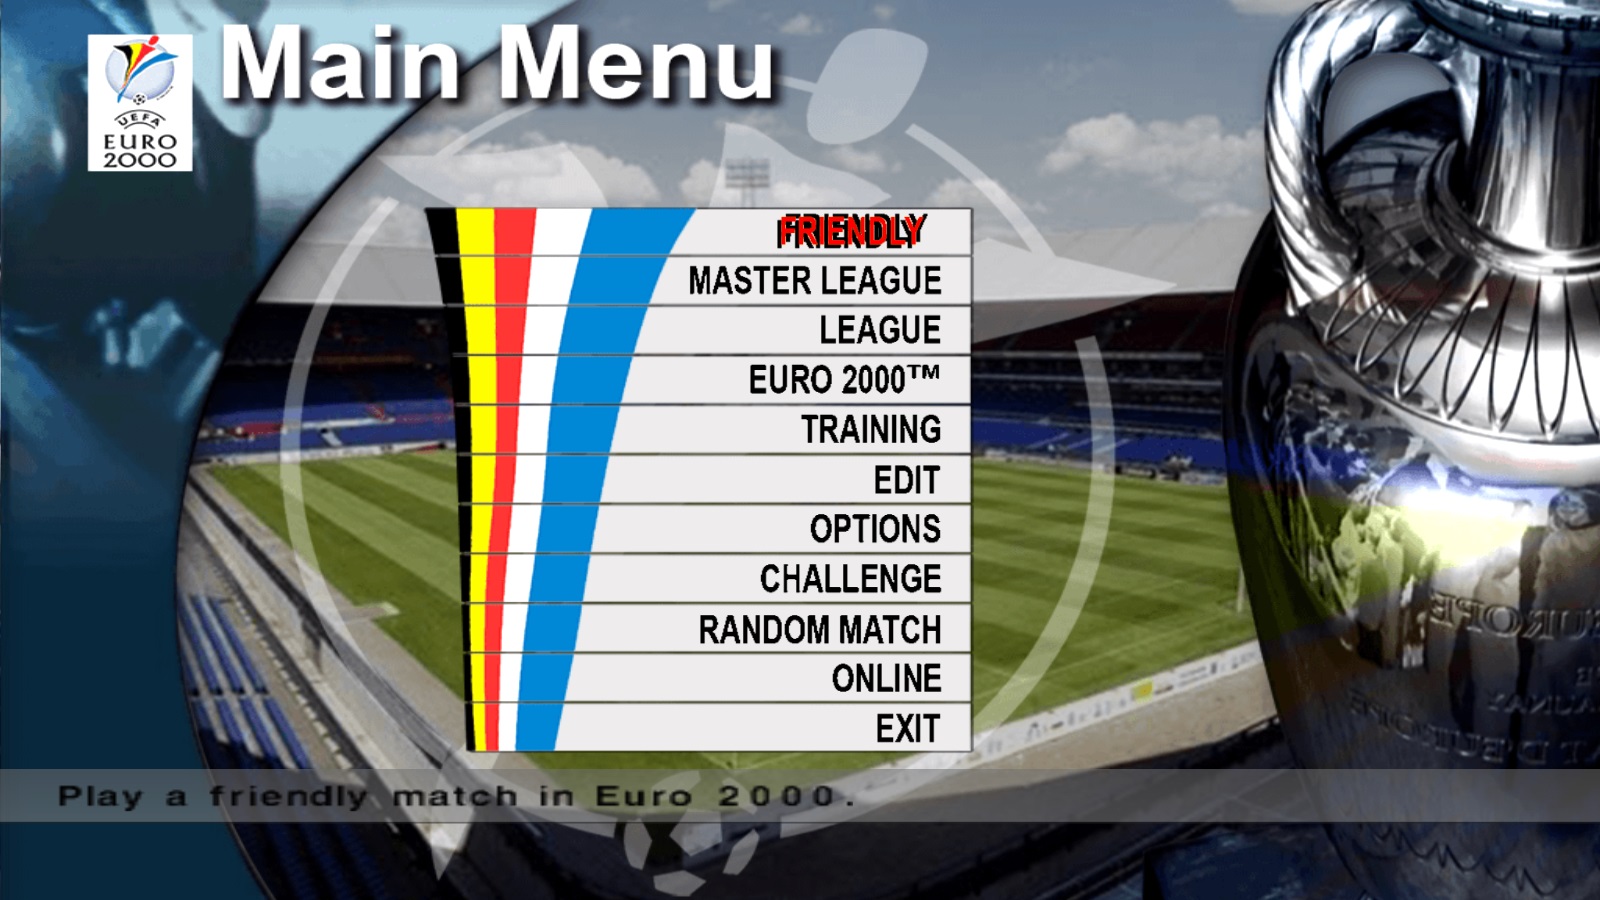 Main Menu
UEFA
EURO
2000
FRIENDLY
MASTER LEAGUE
LEAGUE
EURO 2000™
TRAINING
EDIT
OPTIONS
CHALLENGE
RANDOM MATCH
ONLINE
EXIT
Play a friendly match in Euro 2000.